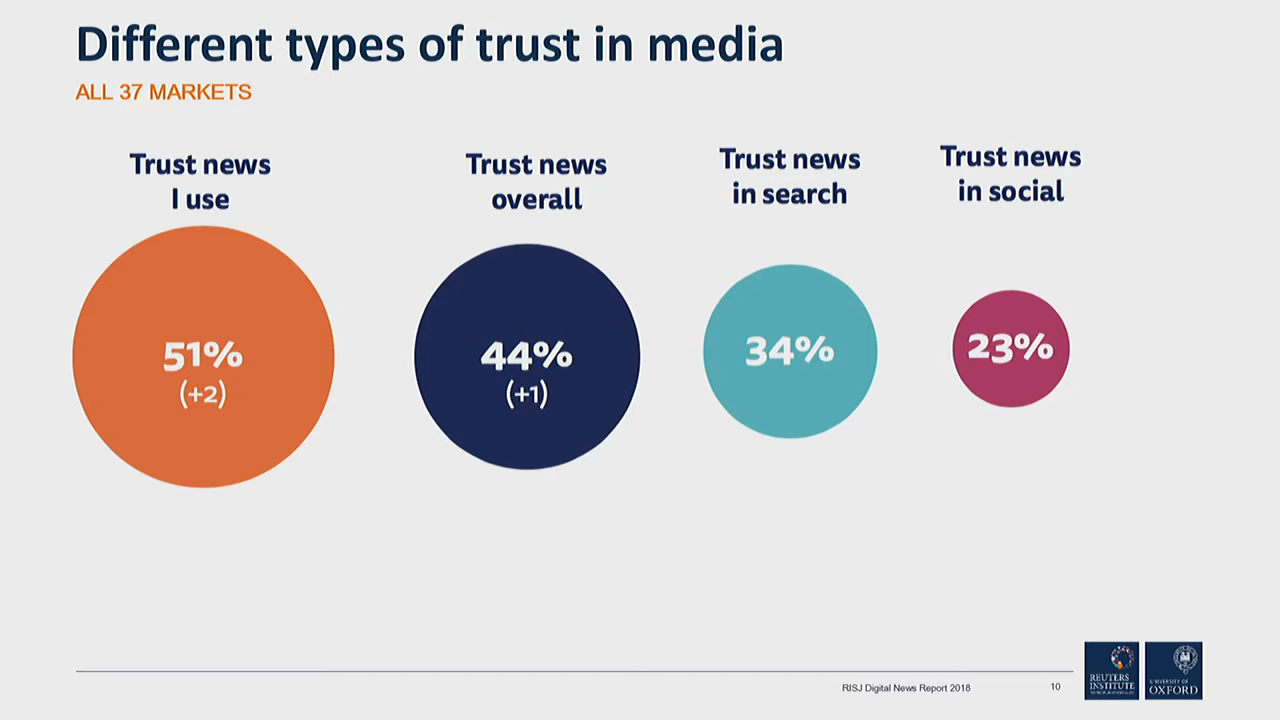 Different types of trust in media
ALL 37 MARKETS
Trust news
I use
51%
(+2)
Trust news
overall
44%
(+1)
Trust news
in search
34%
Trust news
in social
23%
RISJ Digital News Report 2018
10
REUTERS
INSTITUTE
UNIVERSITY OF
OXFORD